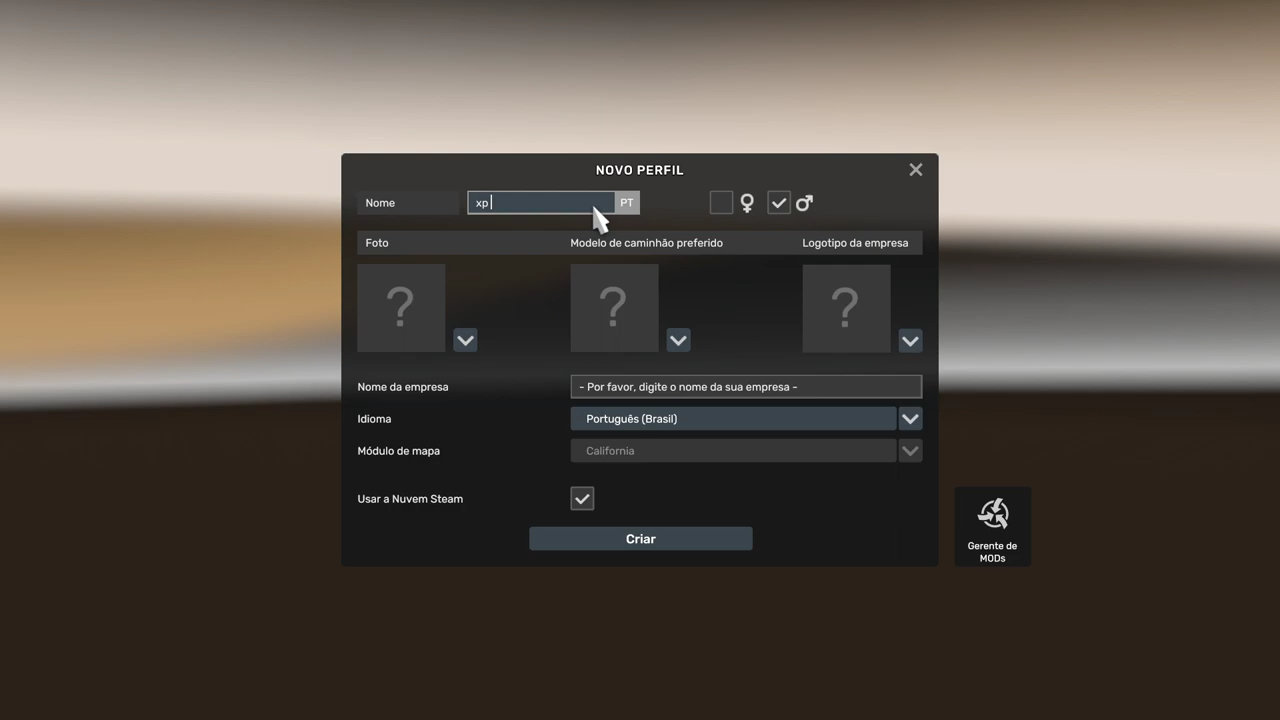 NOVO PERFIL
Nome
xp
PT
Foto
Modelo de caminhão preferido
Logotipo da empresa
?
?
?
Nome da empresa
- Por favor, digite o nome da sua empresa -
Idioma
Português (Brasil)
Módulo de mapa
California
Usar a Nuvem Steam
Criar
Gerente de
MODs